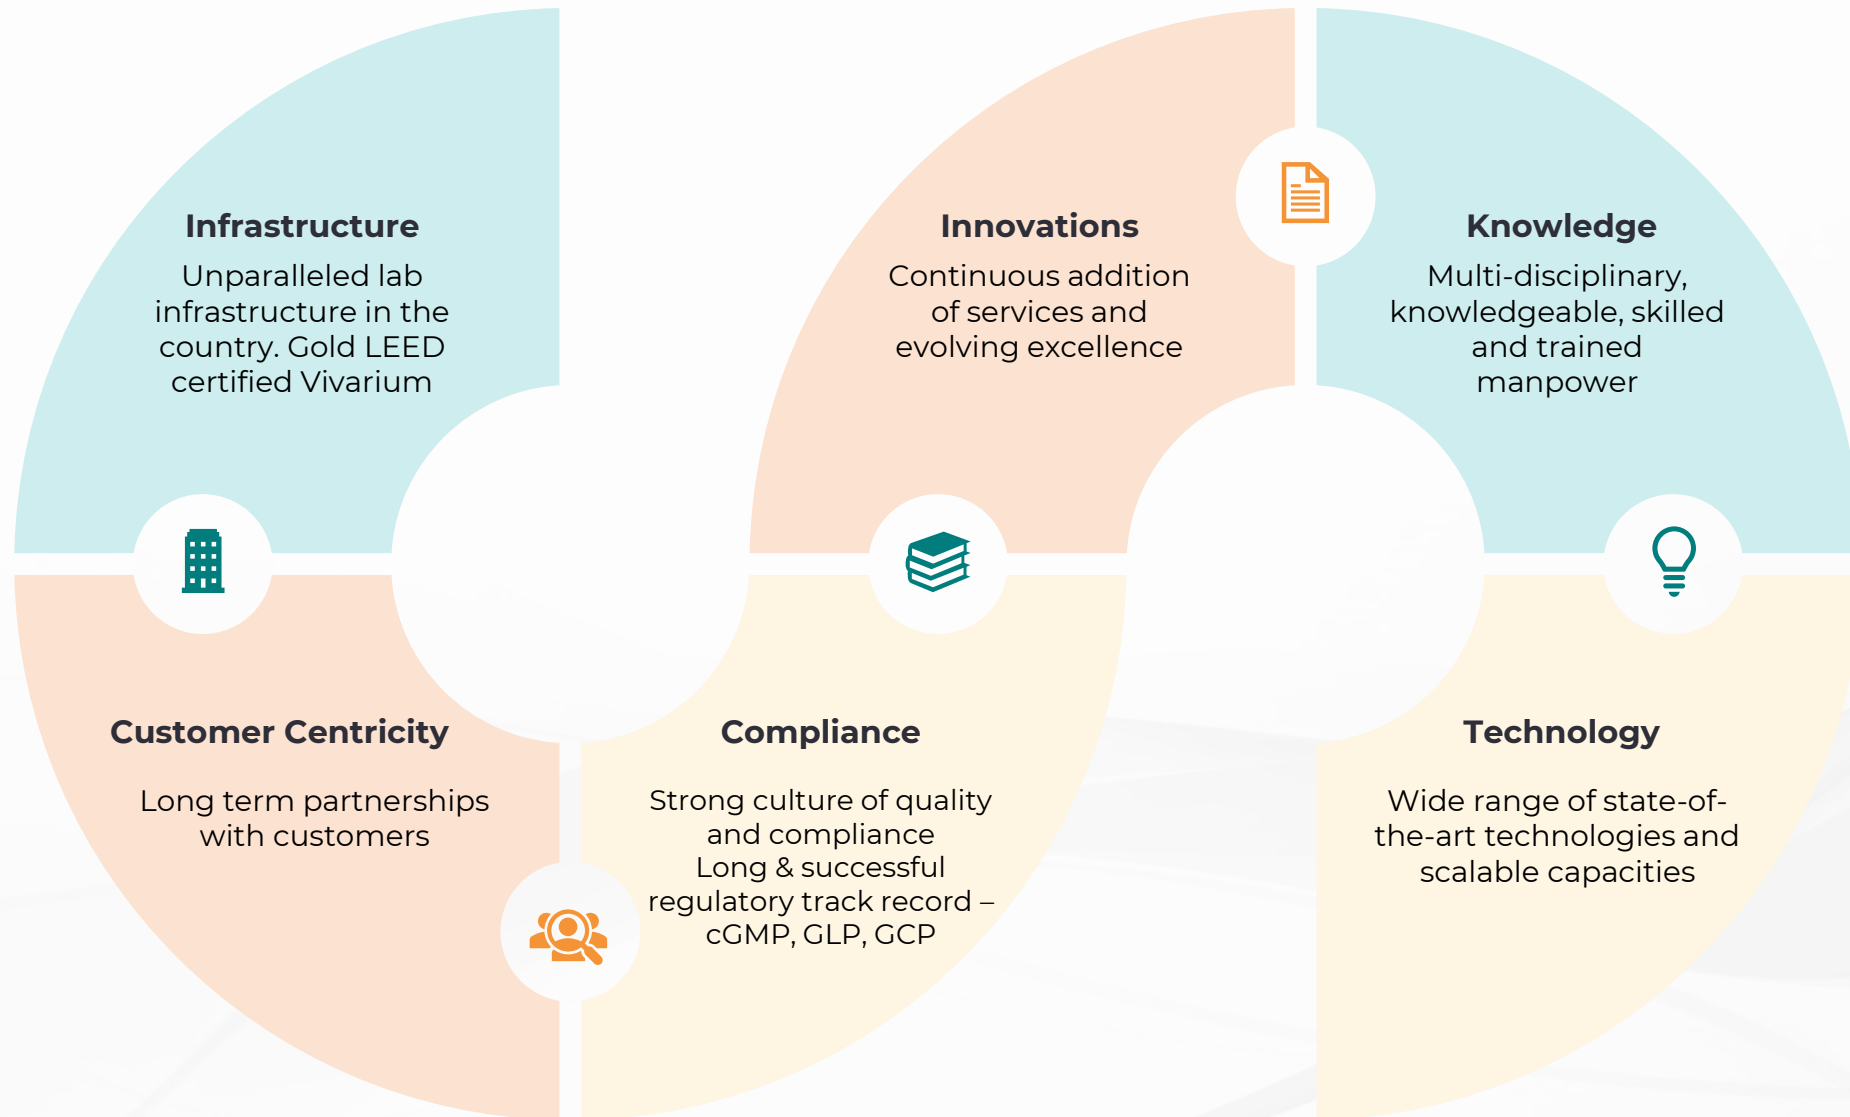 Infrastructure
Unparalleled lab
infrastructure in the
country. Gold LEED
certified Vivarium
Innovations
Continuous addition
of services and
evolving excellence
Knowledge
Multi-disciplinary,
knowledgeable, skilled
and trained
manpower
Customer Centricity
Long term partnerships
with customers
Compliance
Strong culture of quality
and compliance
Long & successful
regulatory track record –
cGMP, GLP, GCP
Technology
Wide range of state-of-
the-art technologies and
scalable capacities